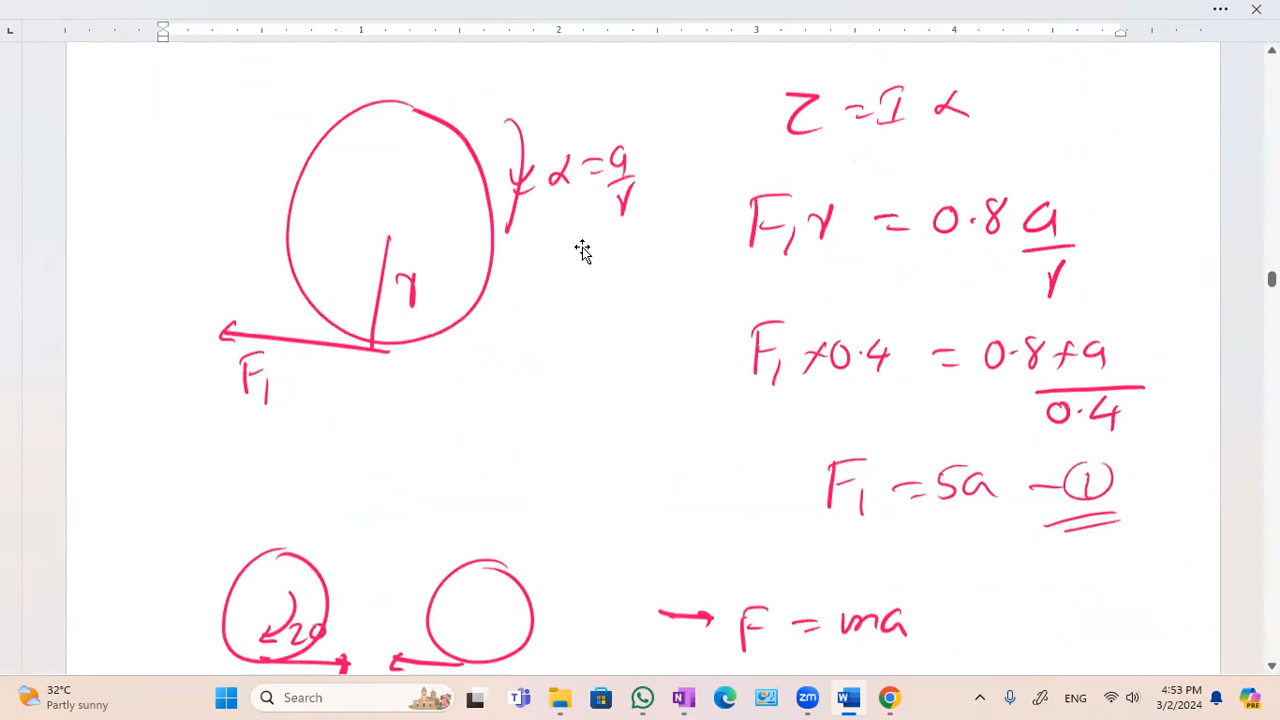 1 2 3 4
τ = I α
α = a/r
F₁ r = 0.8 a/r
r
F₁ × 0.4 = 0.8 × a / 0.4
F₁
F₁ = 5a — ①
→ F = ma
20
32°C
Partly sunny
Search
ENG
4:53 PM
3/2/2024